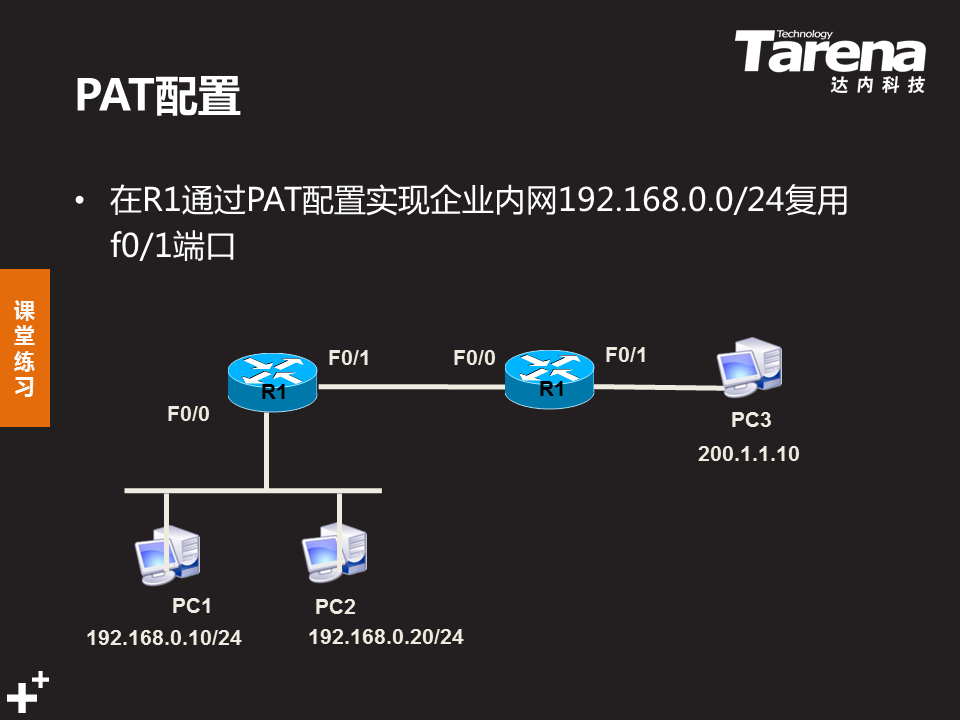 Technology
Tarena
达内科技
PAT配置
• 在R1通过PAT配置实现企业内网192.168.0.0/24复用
f0/1端口
课
堂
练
习
F0/1
F0/0
F0/1
R1
R1
F0/0
PC3
200.1.1.10
PC1
PC2
192.168.0.10/24
192.168.0.20/24